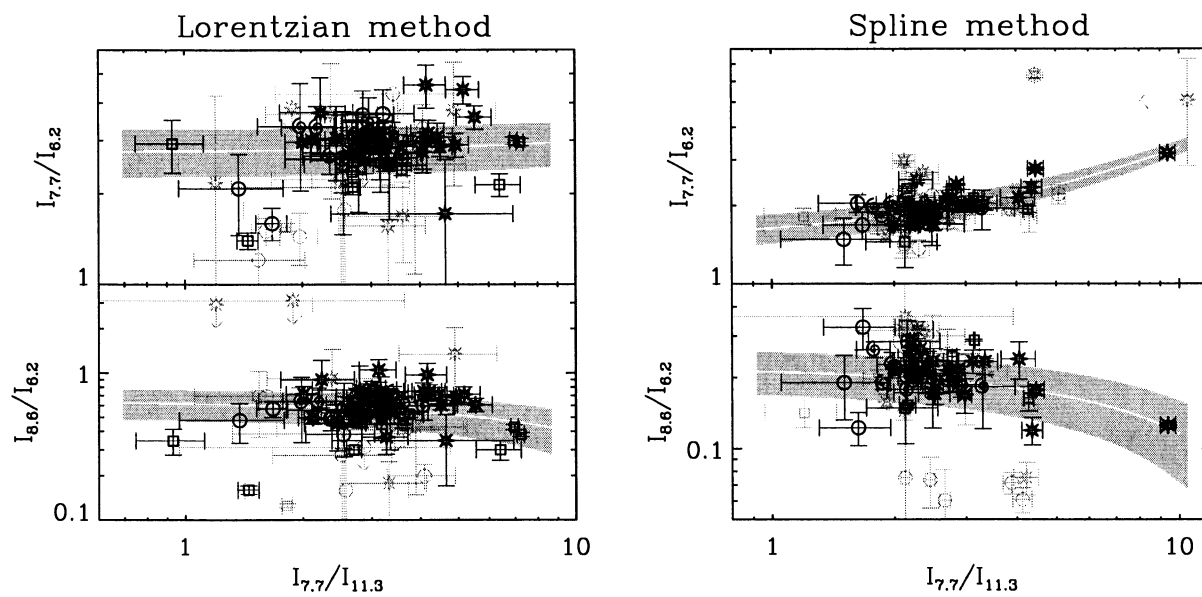 Lorentzian method
Spline method
I7.7/I6.2
1
I7.7/I6.2
1
I8.6/I6.2
1
0.1
I8.6/I6.2
0.1
1
10
I7.7/I11.3
1
10
I7.7/I11.3